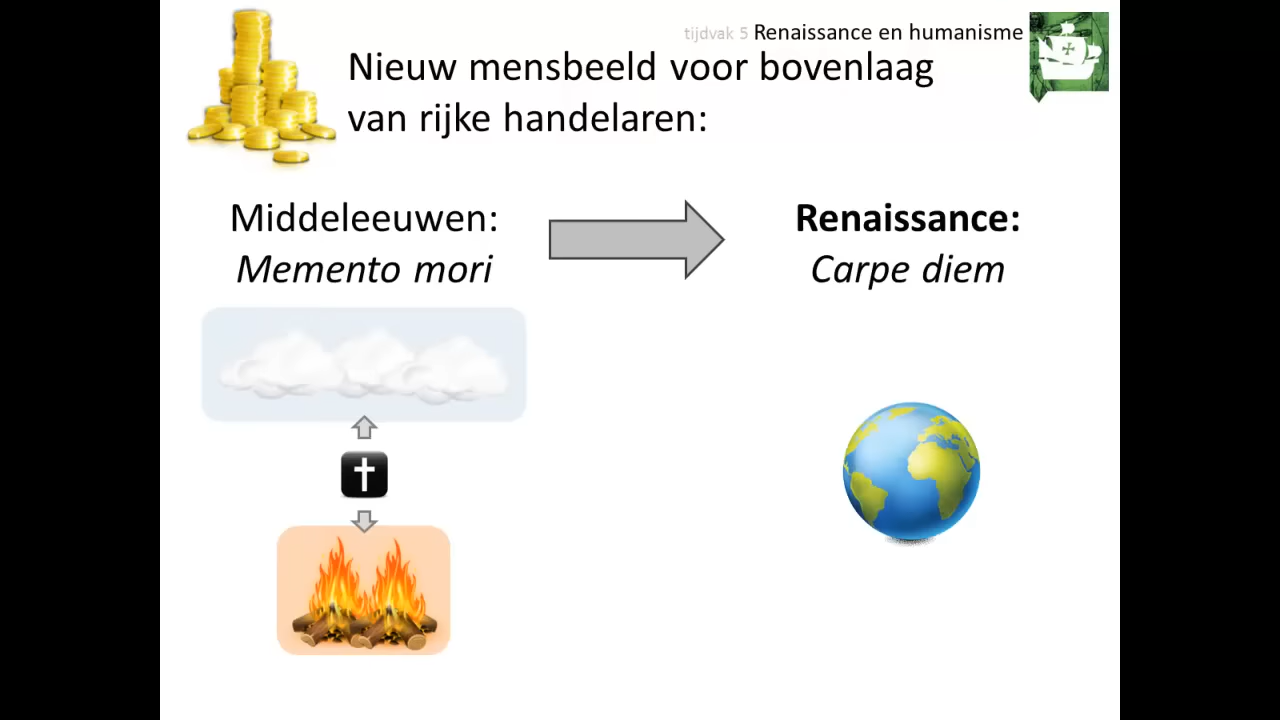 tijdvak 5 Renaissance en humanisme
Nieuw mensbeeld voor bovenlaag
van rijke handelaren:
Middeleeuwen:
Memento mori
Renaissance:
Carpe diem